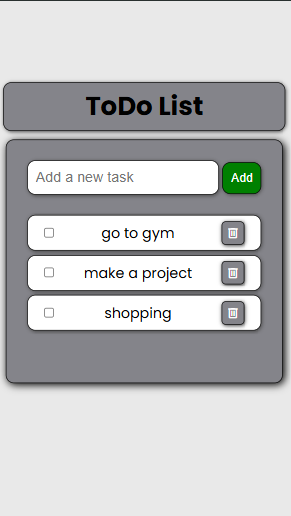 ToDo List
Add a new task
Add
go to gym
make a project
shopping